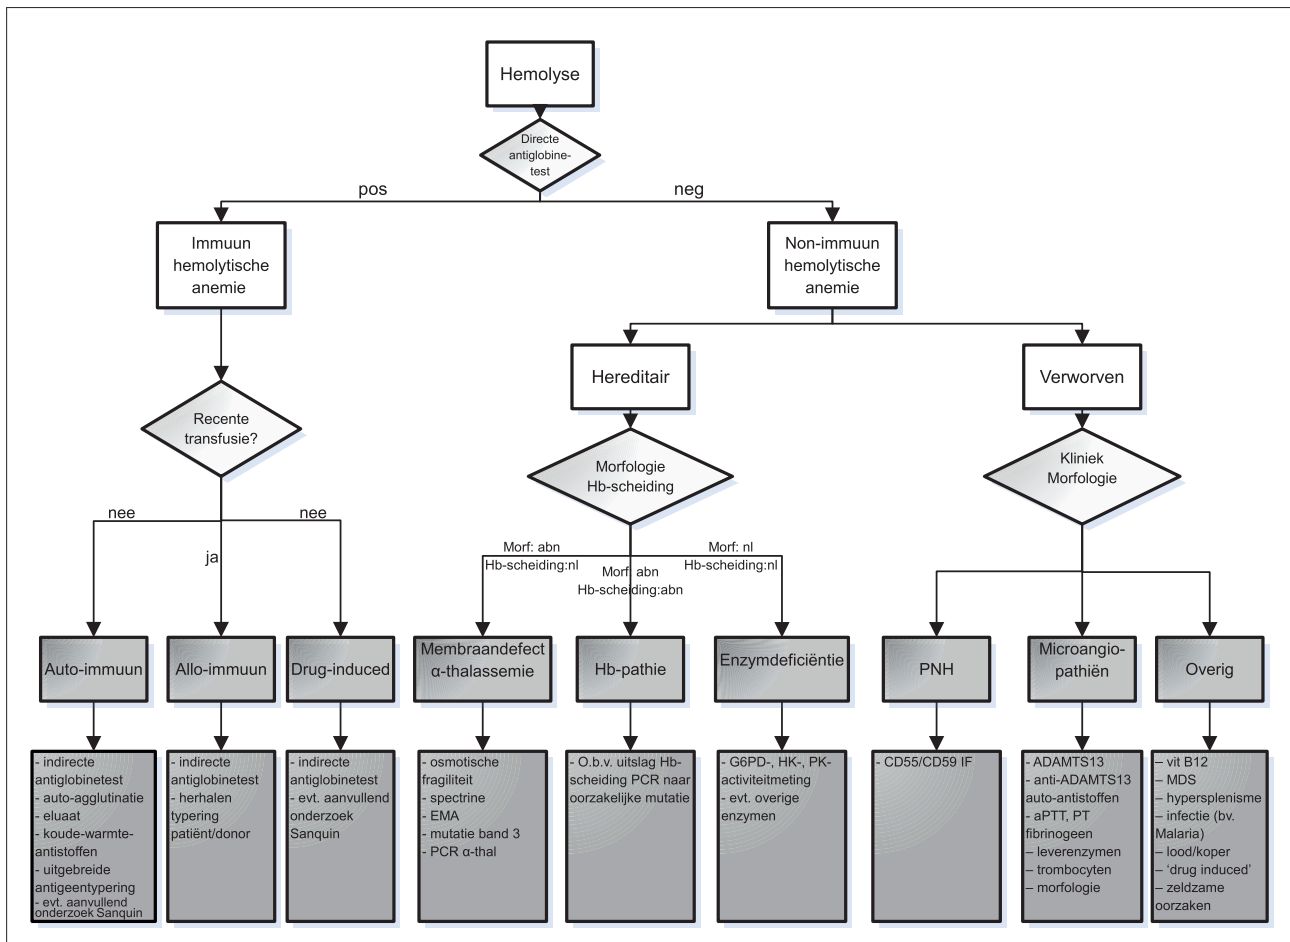 Hemolyse
Directe
antiglobine-
test
pos
neg
Immuun
hemolytische
anemie
Non-immuun
hemolytische
anemie
Hereditair
Verworven
Recente
transfusie?
Morfologie
Hb-scheiding
Kliniek
Morfologie
nee
ja
nee
Morf: abn
Hb-scheiding:nl
Morf: abn
Hb-scheiding:abn
Morf: nl
Hb-scheiding:nl
Auto-immuun
Allo-immuun
Drug-induced
Membraandefect
α-thalassemie
Hb-pathie
Enzymdeficiëntie
PNH
Microangio-
pathiën
Overig
- indirecte
antiglobinetest
- auto-agglutinatie
- eluaat
- koude-warmte-
antistoffen
- uitgebreide
antigeentypering
- evt. aanvullend
onderzoek Sanquin
- indirecte
antiglobinetest
- herhalen
typering
patiënt/donor
- indirecte
antiglobinetest
- evt. aanvullend
onderzoek
Sanquin
- osmotische
fragiliteit
- spectrine
- EMA
- mutatie band 3
- PCR α-thal
- O.b.v. uitslag Hb-
scheiding PCR naar
oorzakelijke mutatie
- G6PD-, HK-, PK-
activiteitmeting
- evt. overige
enzymen
- CD55/CD59 IF
- ADAMTS13
- anti-ADAMTS13
auto-antistoffen
- aPTT, PT
fibrinogeen
– leverenzymen
– trombocyten
– morfologie
– vit B12
– MDS
– hypersplenisme
– infectie (bv.
Malaria)
– lood/koper
– ‘drug induced’
– zeldzame
oorzaken